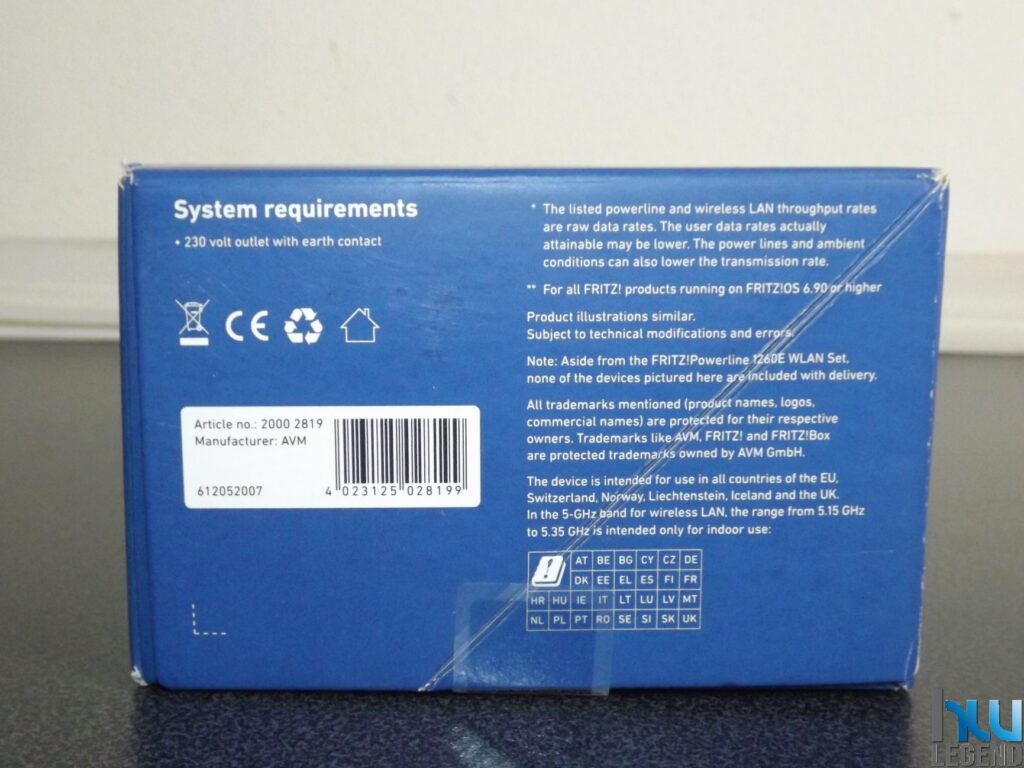 System requirements
• 230 volt outlet with earth contact
CE
Article no.: 2000 2819
Manufacturer: AVM
612052007
4 023125 028199
* The listed powerline and wireless LAN throughput rates
are raw data rates. The user data rates actually
attainable may be lower. The power lines and ambient
conditions can also lower the transmission rate.
** For all FRITZ! products running on FRITZ!OS 6.90 or higher
Product illustrations similar.
Subject to technical modifications and errors.
Note: Aside from the FRITZ!Powerline 1260E WLAN Set,
none of the devices pictured here are included with delivery.
All trademarks mentioned (product names, logos,
commercial names) are protected for their respective
owners. Trademarks like AVM, FRITZ! and FRITZ!Box
are protected trademarks owned by AVM GmbH.
The device is intended for use in all countries of the EU,
Switzerland, Norway, Liechtenstein, Iceland and the UK.
In the 5-GHz band for wireless LAN, the range from 5.15 GHz
to 5.35 GHz is intended only for indoor use:
! AT BE BG CY CZ DE
DK EE EL ES FI FR
HR HU IE IT LT LU LV MT
NL PL PT RO SE SI SK UK
LEGEND